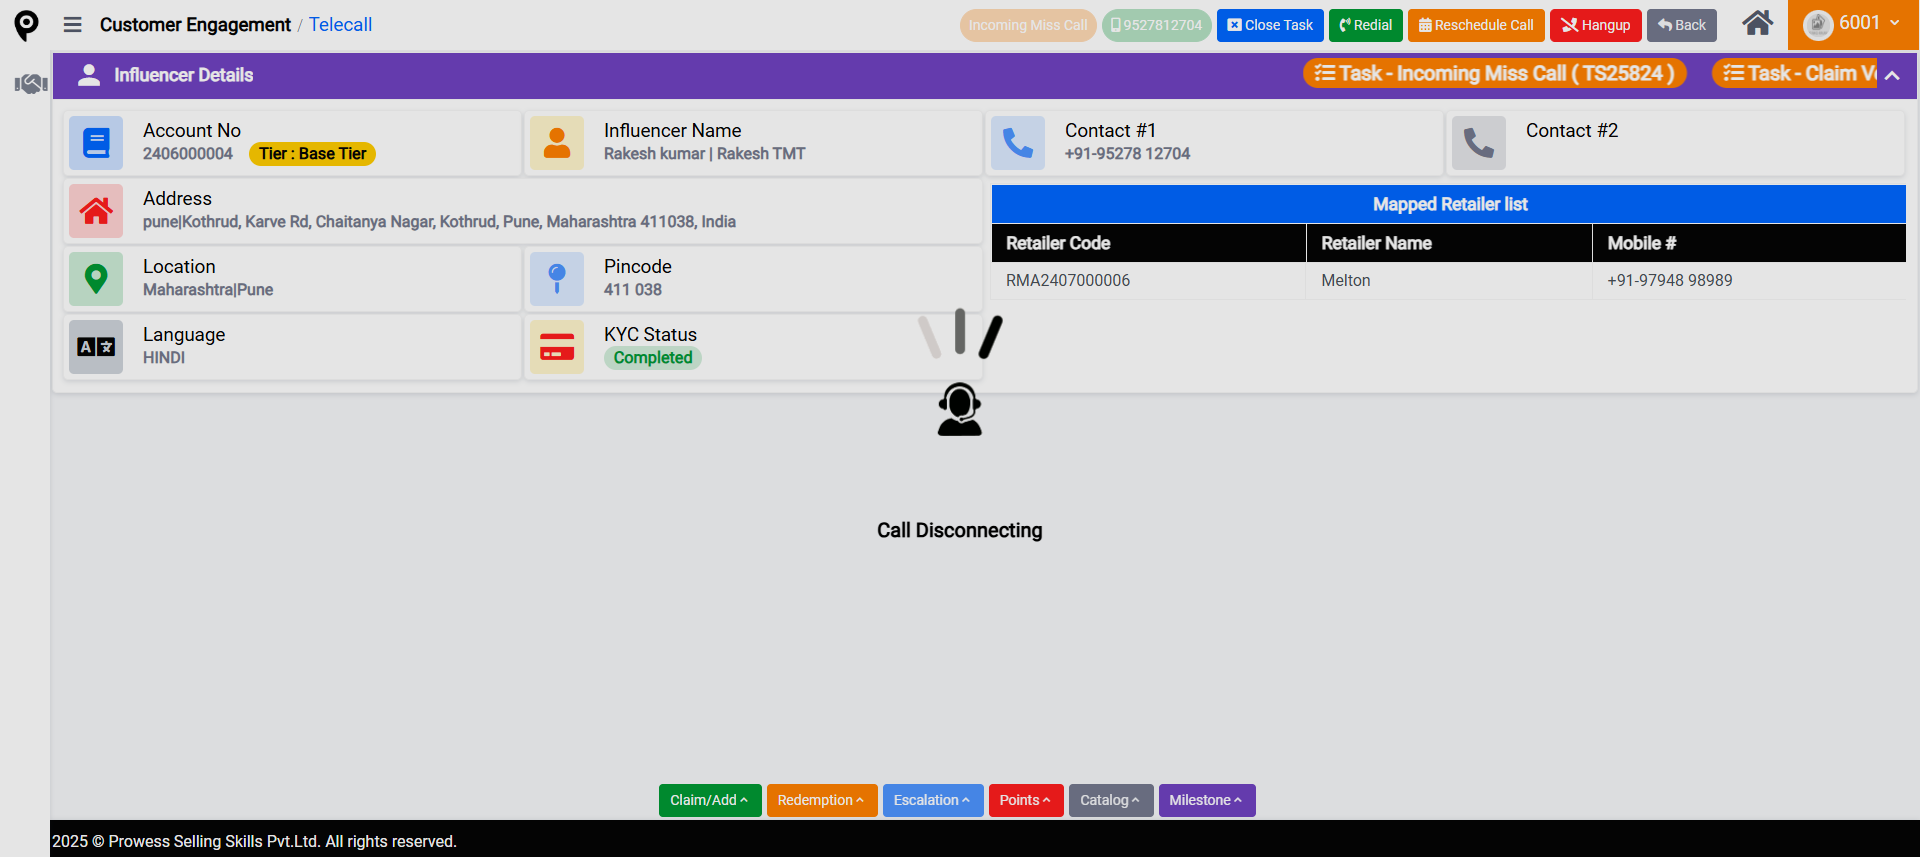 Customer Engagement / Telecall
Incoming Miss Call
9527812704
Close Task
Redial
Reschedule Call
Hangup
Back
6001
Influencer Details
Task - Incoming Miss Call ( TS25824 )
Task - Claim
Account No
2406000004 Tier : Base Tier
Influencer Name
Rakesh kumar | Rakesh TMT
Contact #1
+91-95278 12704
Contact #2
Address
pune|Kothrud, Karve Rd, Chaitanya Nagar, Kothrud, Pune, Maharashtra 411038, India
Mapped Retailer list
Retailer Code Retailer Name Mobile #
RMA2407000006 Melton +91-97948 98989
Location
Maharashtra|Pune
Pincode
411 038
Language
HINDI
KYC Status
Completed
Call Disconnecting
Claim/Add
Redemption
Escalation
Points
Catalog
Milestone
2025 © Prowess Selling Skills Pvt.Ltd. All rights reserved.